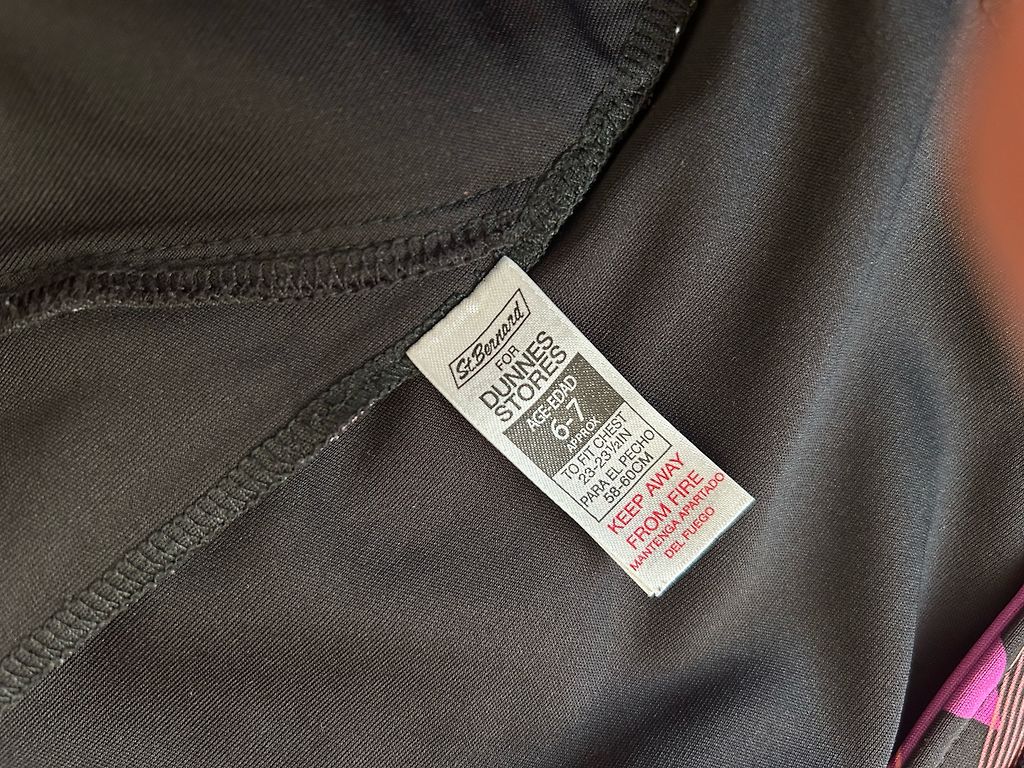 St.Bernard
FOR
DUNNES
STORES
AGE-EDAD
6-7
APPROX
TO FIT CHEST
23-23½IN
PARA EL PECHO
58-60CM
KEEP AWAY
FROM FIRE
MANTENGA APARTADO
DEL FUEGO